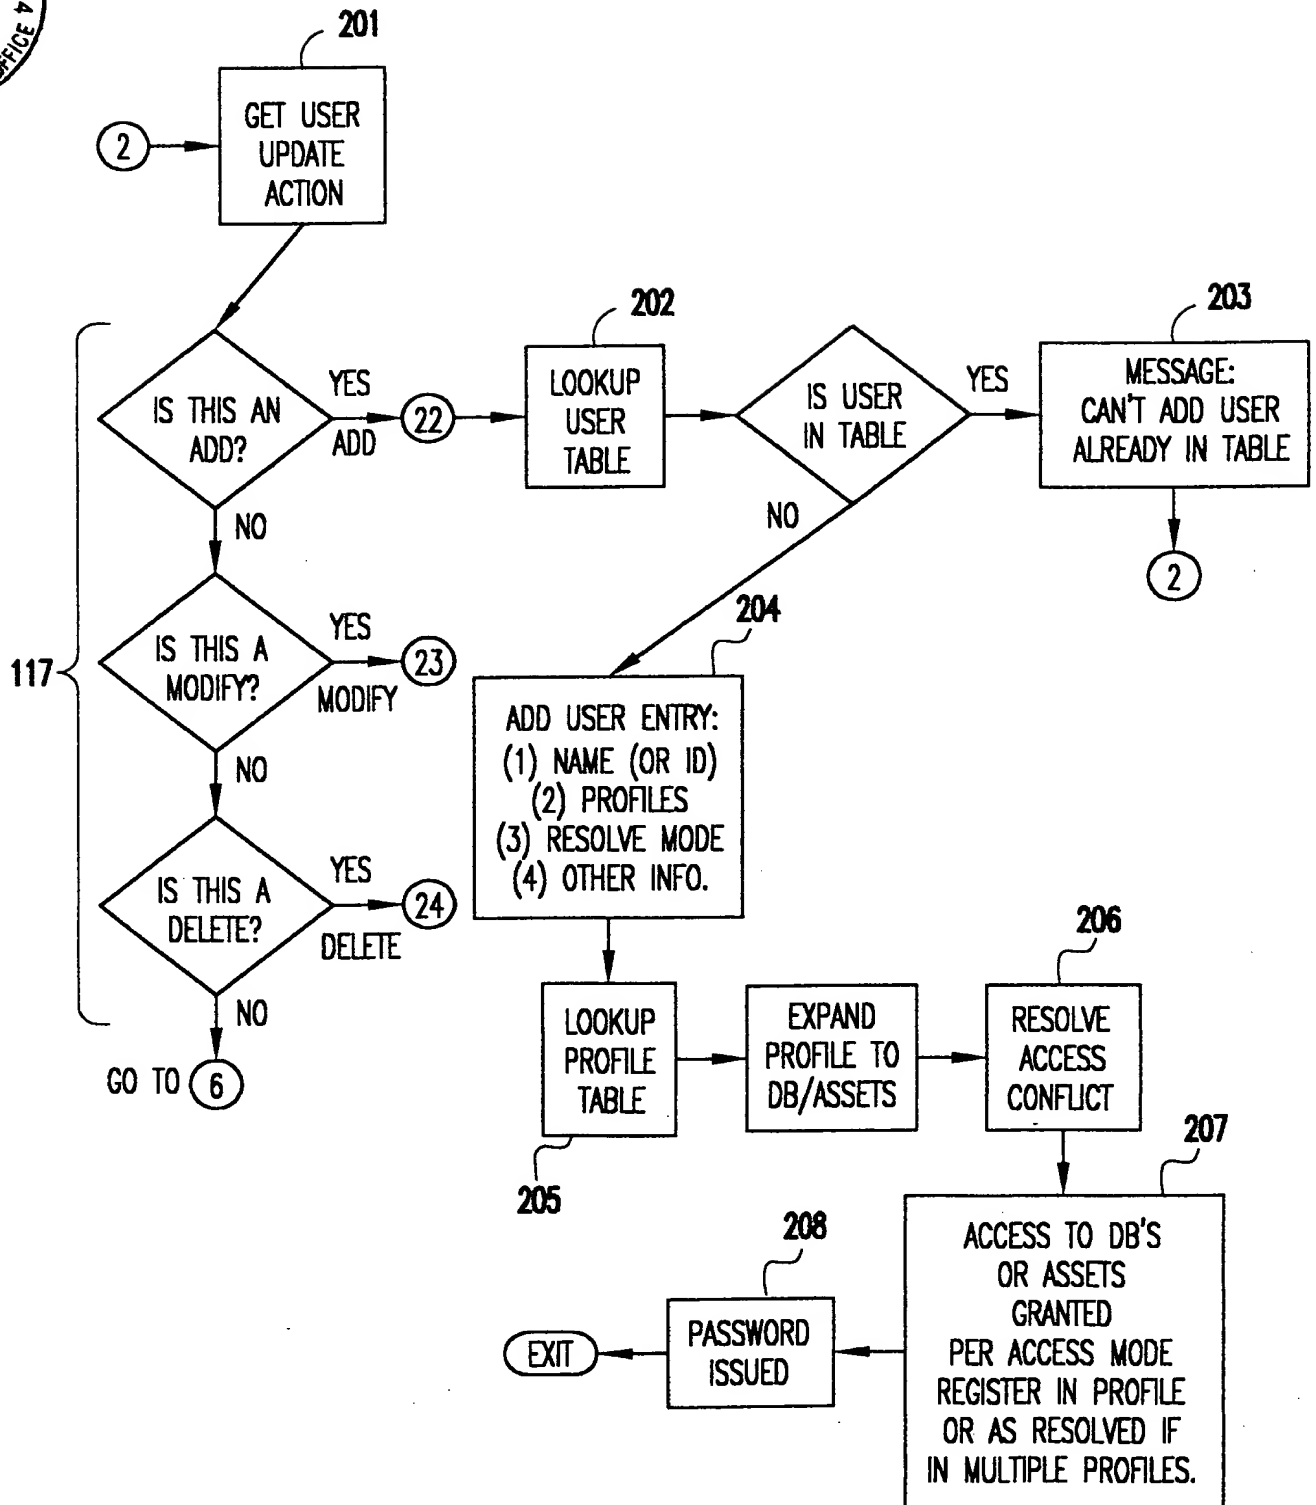 OFFICE 4
201
GET USER
UPDATE
ACTION
2
117
IS THIS AN
ADD?
YES
ADD
22
202
LOOKUP
USER
TABLE
IS USER
IN TABLE
YES
203
MESSAGE:
CAN'T ADD USER
ALREADY IN TABLE
2
NO
NO
IS THIS A
MODIFY?
YES
MODIFY
23
NO
IS THIS A
DELETE?
YES
DELETE
24
NO
GO TO 6
204
ADD USER ENTRY:
(1) NAME (OR ID)
(2) PROFILES
(3) RESOLVE MODE
(4) OTHER INFO.
LOOKUP
PROFILE
TABLE
205
EXPAND
PROFILE TO
DB/ASSETS
206
RESOLVE
ACCESS
CONFLICT
207
ACCESS TO DB'S
OR ASSETS
GRANTED
PER ACCESS MODE
REGISTER IN PROFILE
OR AS RESOLVED IF
IN MULTIPLE PROFILES.
208
PASSWORD
ISSUED
EXIT